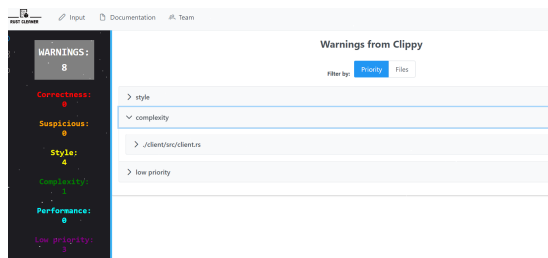 RUST CLEANER
Input
Documentation
Team
WARNINGS:
8
Correctness:
0
Suspicious:
0
Style:
4
Complexity:
1
Performance:
0
Low priority:
3
Warnings from Clippy
Filter by:
Priority
Files
style
complexity
./client/src/client.rs
low priority